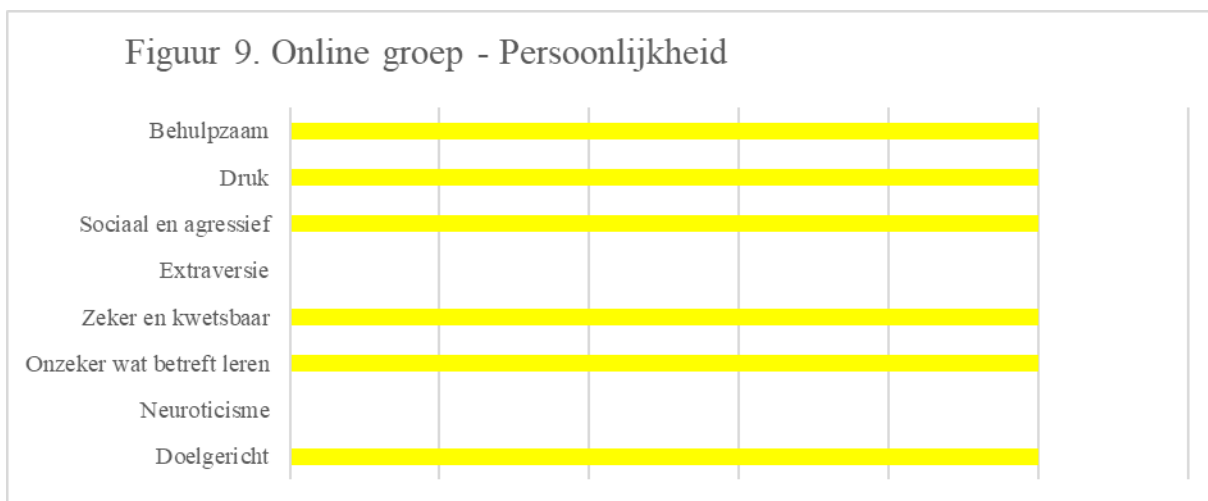 Figuur 9. Online groep - Persoonlijkheid
Behulpzaam
Druk
Sociaal en agressief
Extraversie
Zeker en kwetsbaar
Onzeker wat betreft leren
Neuroticisme
Doelgericht